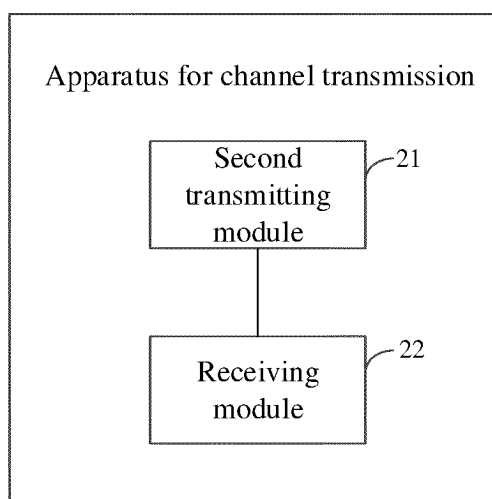 Apparatus for channel transmission
Second
transmitting
module
21
Receiving
module
22